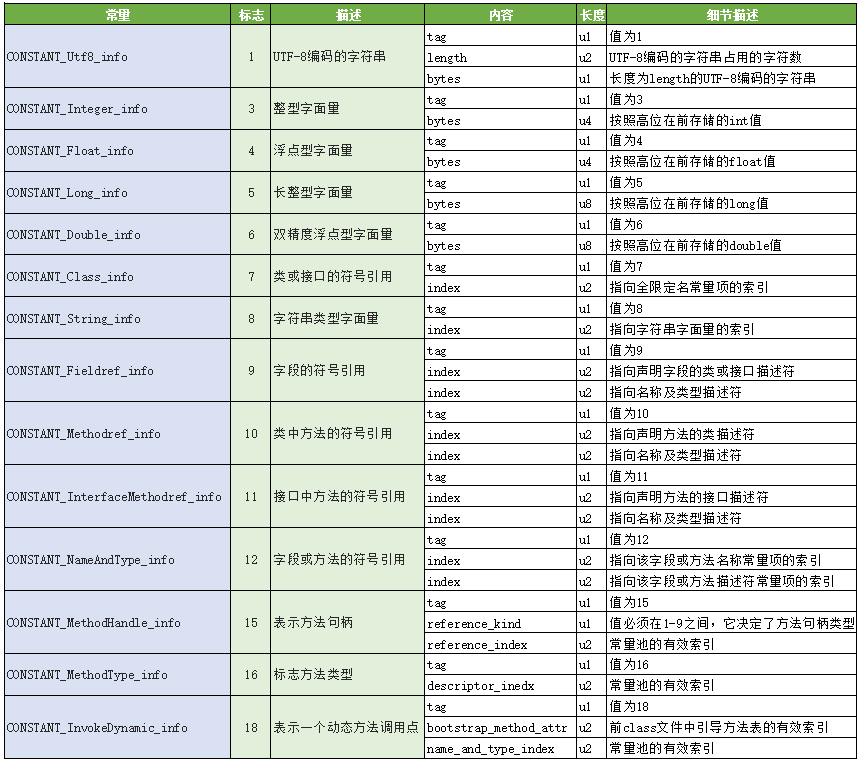 常量 标志 描述 内容 长度 细节描述
CONSTANT_Utf8_info 1 UTF-8编码的字符串 tag u1 值为1
length u2 UTF-8编码的字符串占用的字符数
bytes u1 长度为length的UTF-8编码的字符串
CONSTANT_Integer_info 3 整型字面量 tag u1 值为3
bytes u4 按照高位在前存储的int值
CONSTANT_Float_info 4 浮点型字面量 tag u1 值为4
bytes u4 按照高位在前存储的float值
CONSTANT_Long_info 5 长整型字面量 tag u1 值为5
bytes u8 按照高位在前存储的long值
CONSTANT_Double_info 6 双精度浮点型字面量 tag u1 值为6
bytes u8 按照高位在前存储的double值
CONSTANT_Class_info 7 类或接口的符号引用 tag u1 值为7
index u2 指向全限定名常量项的索引
CONSTANT_String_info 8 字符串类型字面量 tag u1 值为8
index u2 指向字符串字面量的索引
CONSTANT_Fieldref_info 9 字段的符号引用 tag u1 值为9
index u2 指向声明字段的类或接口描述符
index u2 指向名称及类型描述符
CONSTANT_Methodref_info 10 类中方法的符号引用 tag u1 值为10
index u2 指向声明方法的类描述符
index u2 指向名称及类型描述符
CONSTANT_InterfaceMethodref_info 11 接口中方法的符号引用 tag u1 值为11
index u2 指向声明方法的接口描述符
index u2 指向名称及类型描述符
CONSTANT_NameAndType_info 12 字段或方法的符号引用 tag u1 值为12
index u2 指向该字段或方法名称常量项的索引
index u2 指向该字段或方法描述符常量项的索引
CONSTANT_MethodHandle_info 15 表示方法句柄 tag u1 值为15
reference_kind u1 值必须在1-9之间，它决定了方法句柄类型
reference_index u2 常量池的有效索引
CONSTANT_MethodType_info 16 标志方法类型 tag u1 值为16
descriptor_inedx u2 常量池的有效索引
CONSTANT_InvokeDynamic_info 18 表示一个动态方法调用点 tag u1 值为18
bootstrap_method_attr u2 前class文件中引导方法表的有效索引
name_and_type_index u2 常量池的有效索引